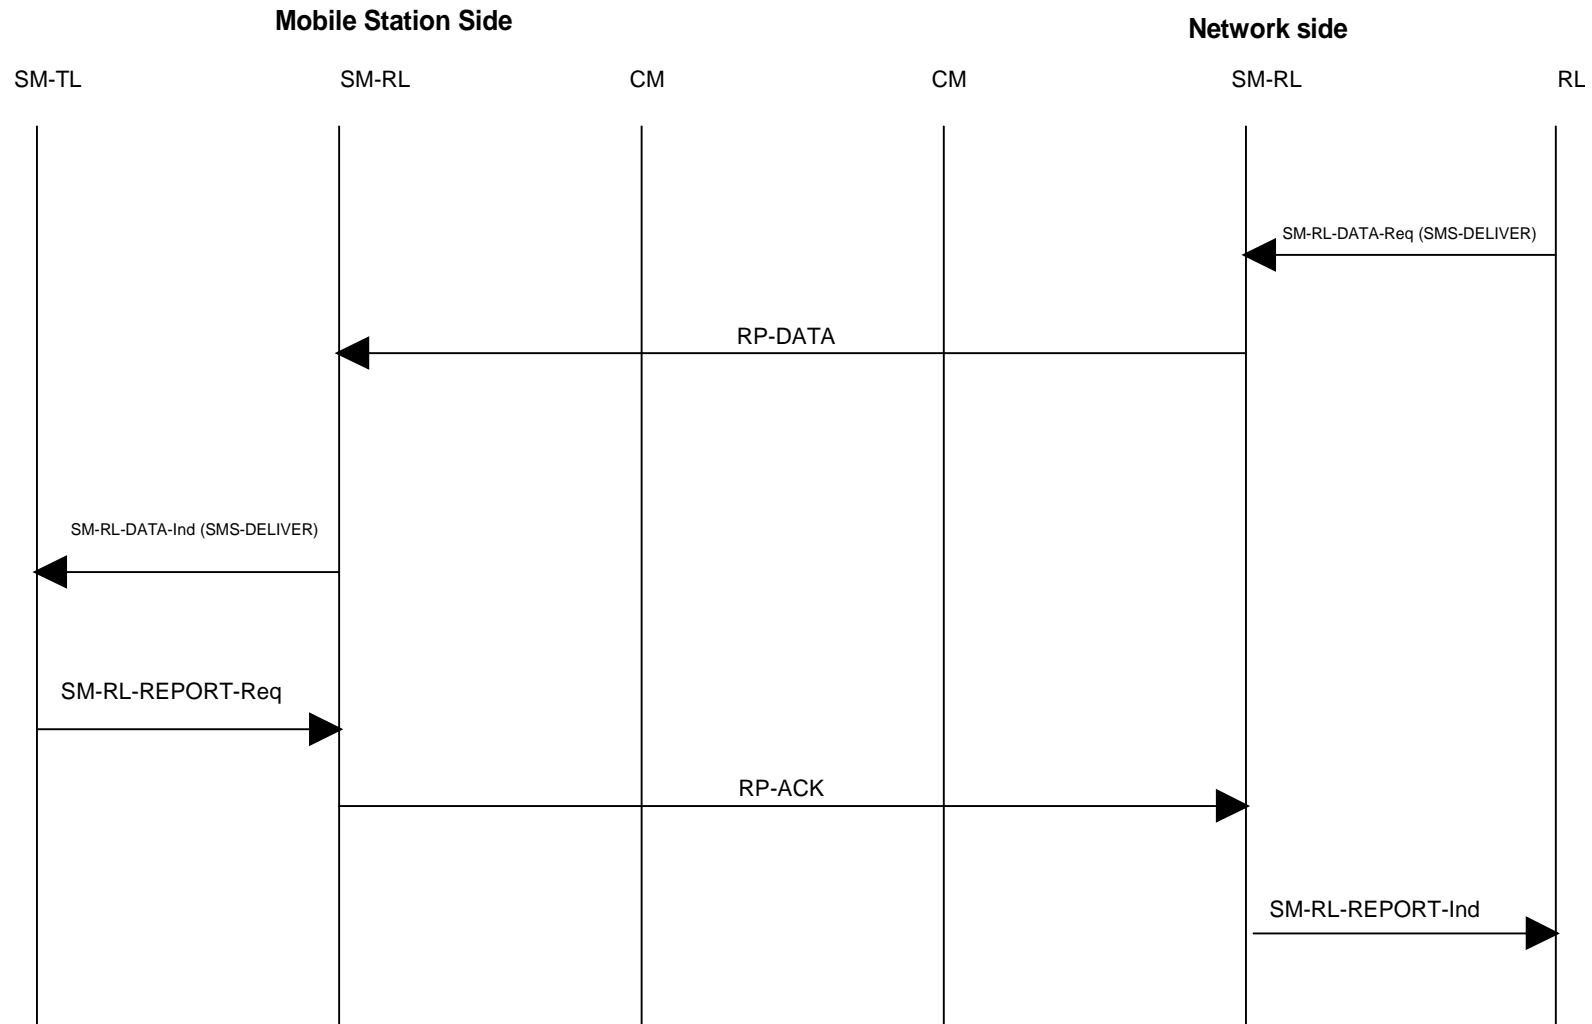 Mobile Station Side
Network side
SM-TL
SM-RL
CM
CM
SM-RL
RL
SM-RL-DATA-Req (SMS-DELIVER)
RP-DATA
SM-RL-DATA-Ind (SMS-DELIVER)
SM-RL-REPORT-Req
RP-ACK
SM-RL-REPORT-Ind